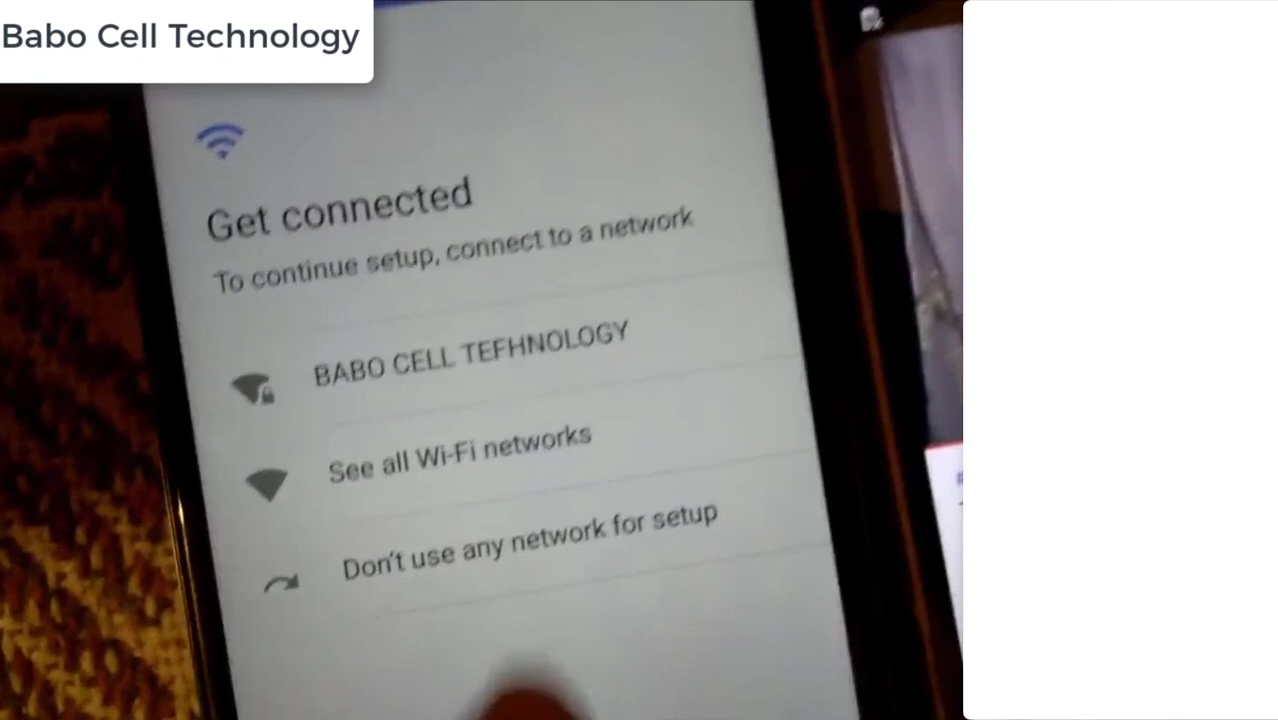 Babo Cell Technology
Get connected
To continue setup, connect to a network
BABO CELL TEFHNOLOGY
See all Wi-Fi networks
Don't use any network for setup